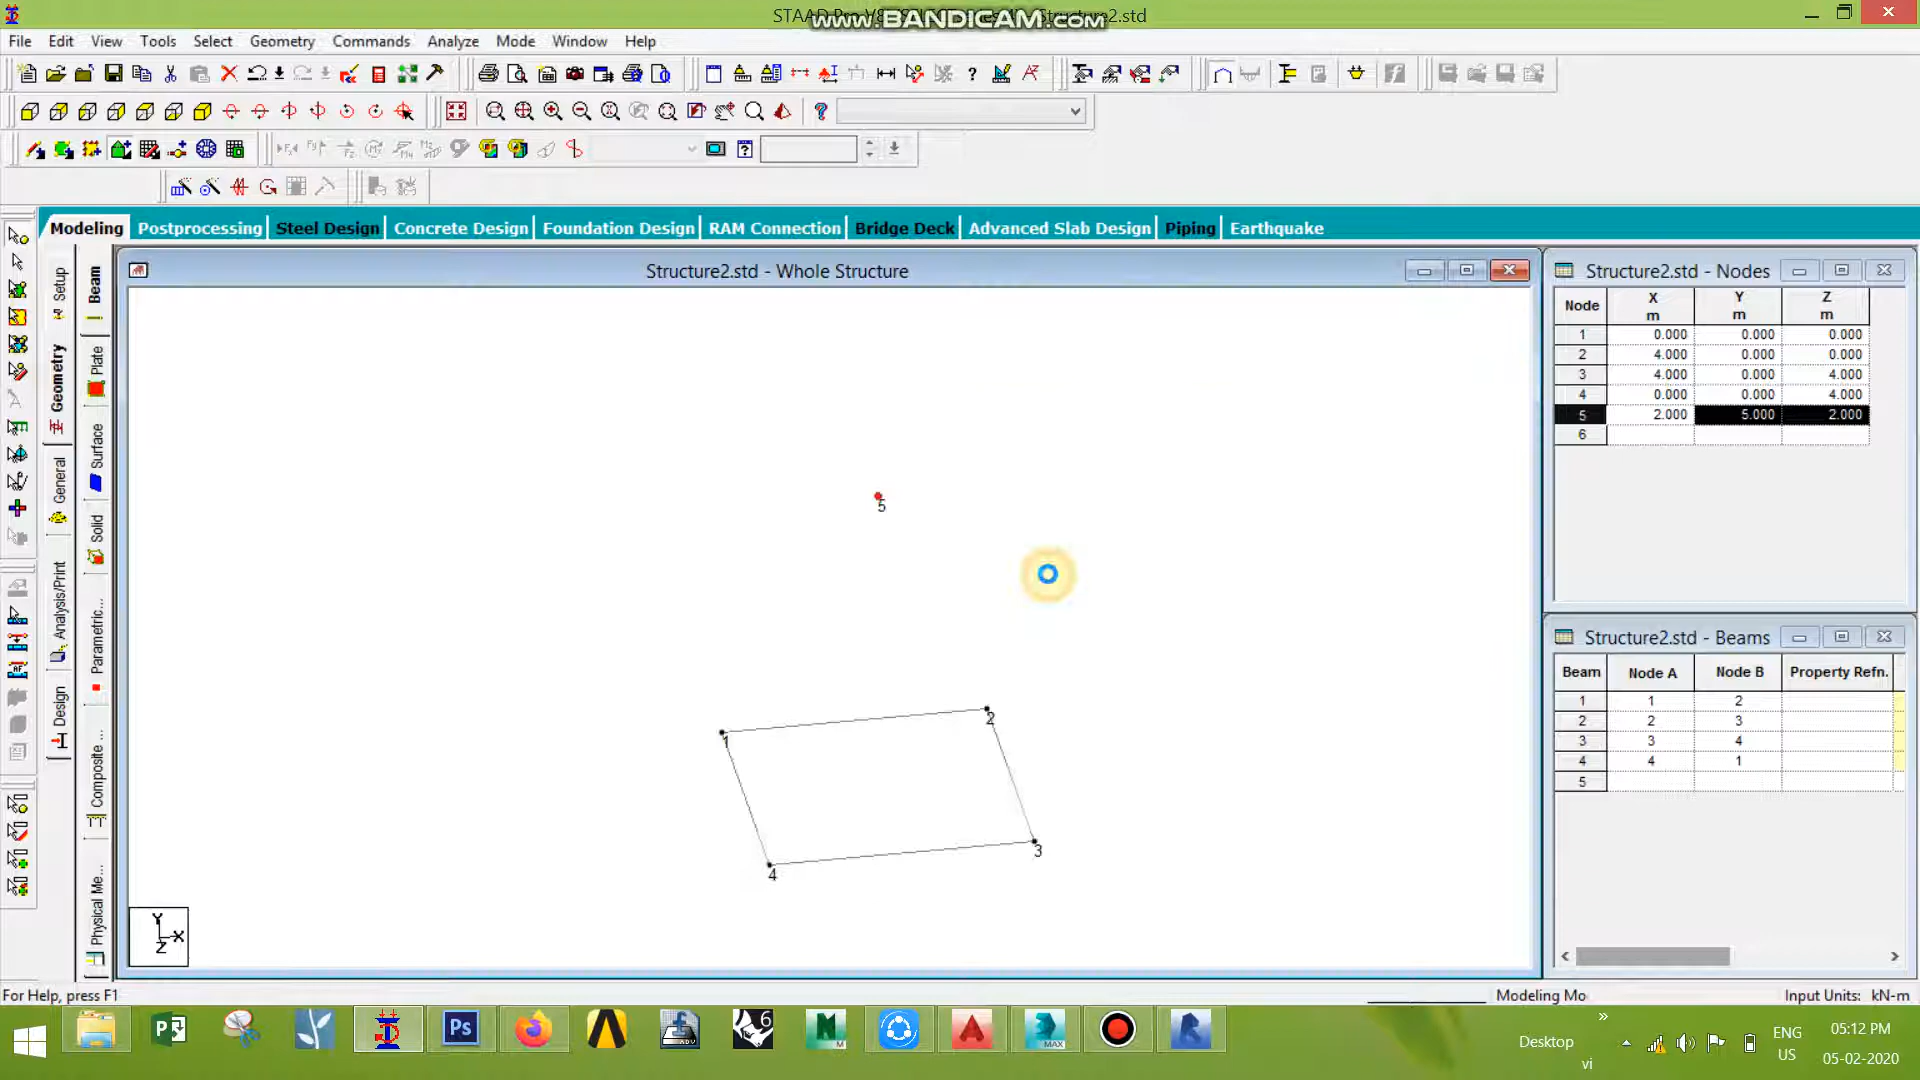 www.BANDICAM.com
Structure2.std
File Edit View Tools Select Geometry Commands Analyze Mode Window Help
Modeling Postprocessing Steel Design Concrete Design Foundation Design RAM Connection Bridge Deck Advanced Slab Design Piping Earthquake
Setup
Geometry
General
Analysis/Print
Design
Beam
Plate
Surface
Solid
Parametric...
Composite ...
Physical Me...
Structure2.std - Whole Structure
5
1
2
3
4
Y
X
Z
Structure2.std - Nodes
Node X m Y m Z m
1 0.000 0.000 0.000
2 4.000 0.000 0.000
3 4.000 0.000 4.000
4 0.000 0.000 4.000
5 2.000 5.000 2.000
6
Structure2.std - Beams
Beam Node A Node B Property Refn.
1 1 2
2 2 3
3 3 4
4 4 1
5
For Help, press F1
Modeling Mo
Input Units: kN-m
Desktop
vi
ENG
US
05:12 PM
05-02-2020